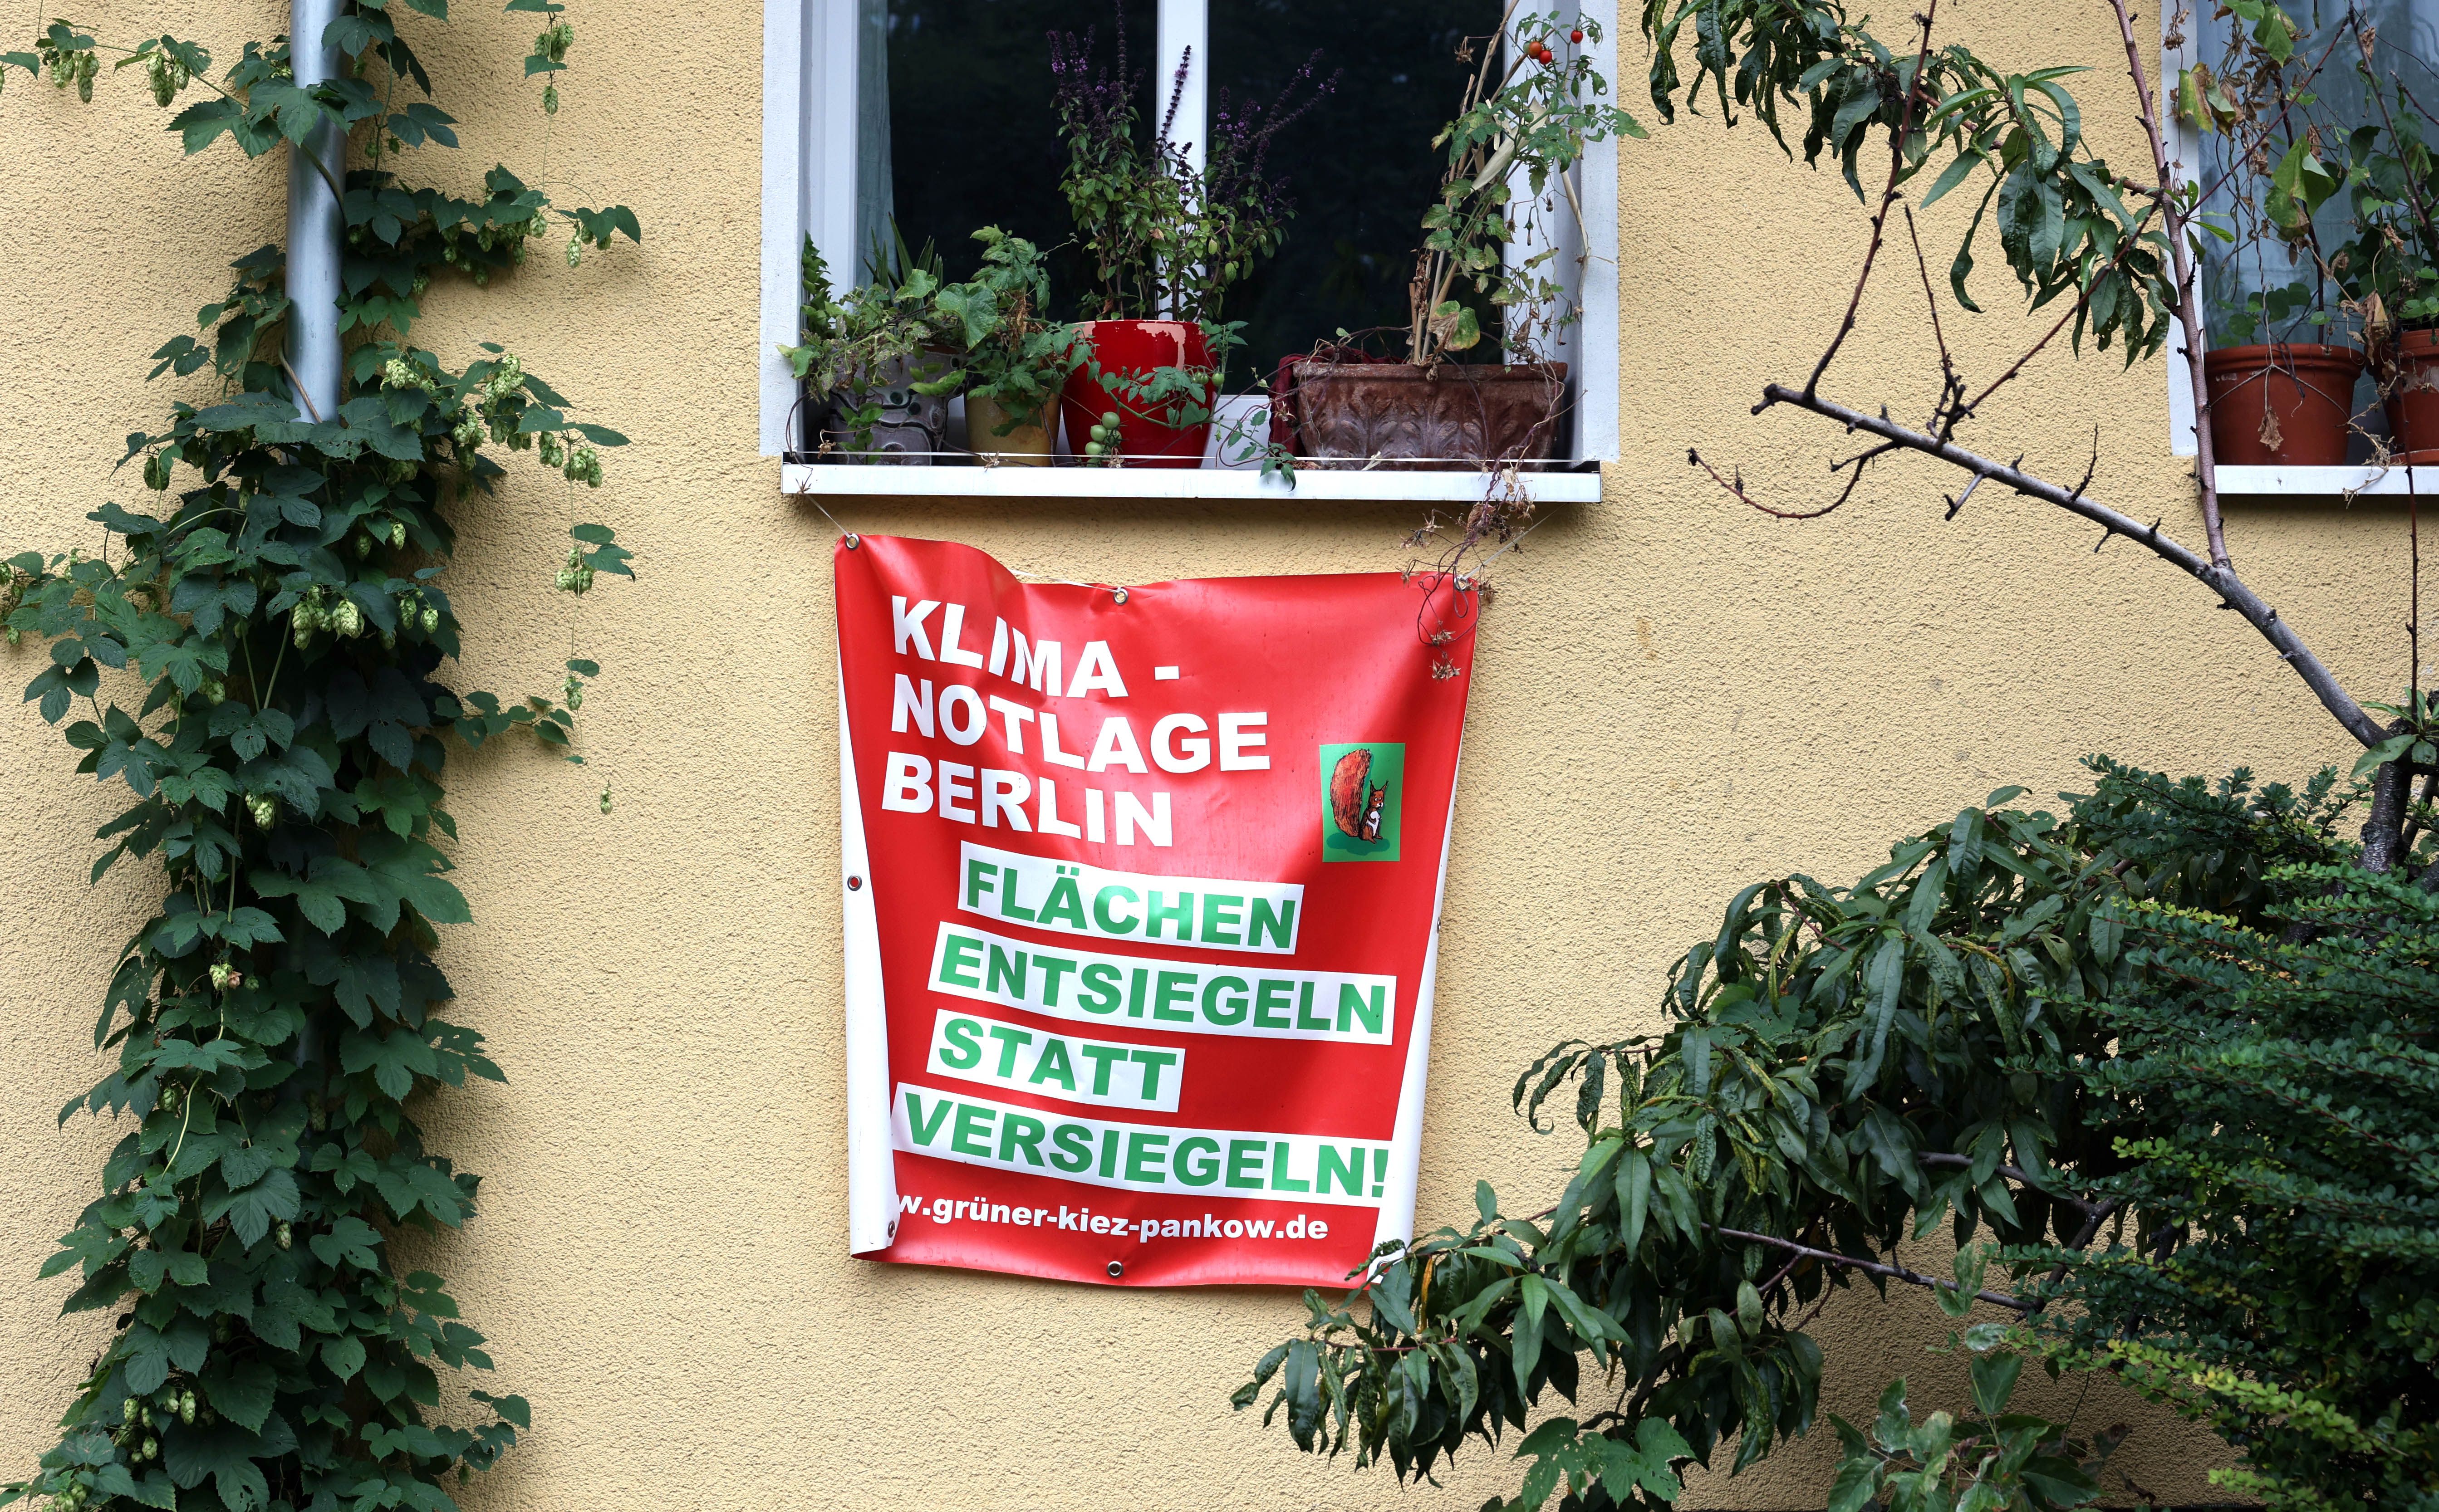 KLIMA -
NOTLAGE
BERLIN
FLÄCHEN
ENTSIEGELN
STATT
VERSIEGELN!
w.grüner-kiez-pankow.de